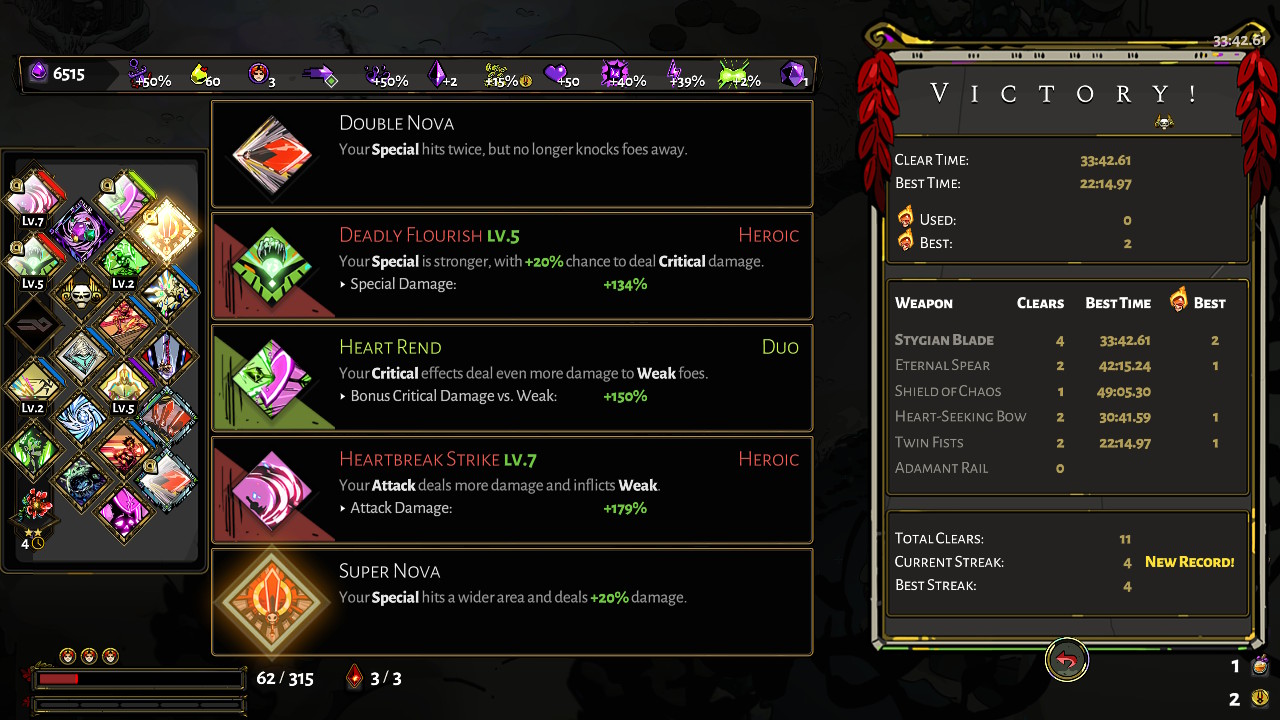 33:42.61
6515
+50%
60
3
+50%
+2
+15%
+50
+40%
+39%
+2%
1
VICTORY!
CLEAR TIME: 33:42.61
BEST TIME: 22:14.97
USED: 0
BEST: 2
WEAPON CLEARS BEST TIME BEST
STYGIAN BLADE 4 33:42.61 2
ETERNAL SPEAR 2 42:15.24 1
SHIELD OF CHAOS 1 49:05.30
HEART-SEEKING BOW 2 30:41.59 1
TWIN FISTS 2 22:14.97 1
ADAMANT RAIL 0
TOTAL CLEARS: 11
CURRENT STREAK: 4 NEW RECORD!
BEST STREAK: 4
Lv.7
Lv.5
Lv.2
Lv.2
Lv.5
4
DOUBLE NOVA
Your Special hits twice, but no longer knocks foes away.
DEADLY FLOURISH LV.5 HEROIC
Your Special is stronger, with +20% chance to deal Critical damage.
Special Damage: +134%
HEART REND DUO
Your Critical effects deal even more damage to Weak foes.
Bonus Critical Damage vs. Weak: +150%
HEARTBREAK STRIKE LV.7 HEROIC
Your Attack deals more damage and inflicts Weak.
Attack Damage: +179%
SUPER NOVA
Your Special hits a wider area and deals +20% damage.
62 / 315
3 / 3
1
2